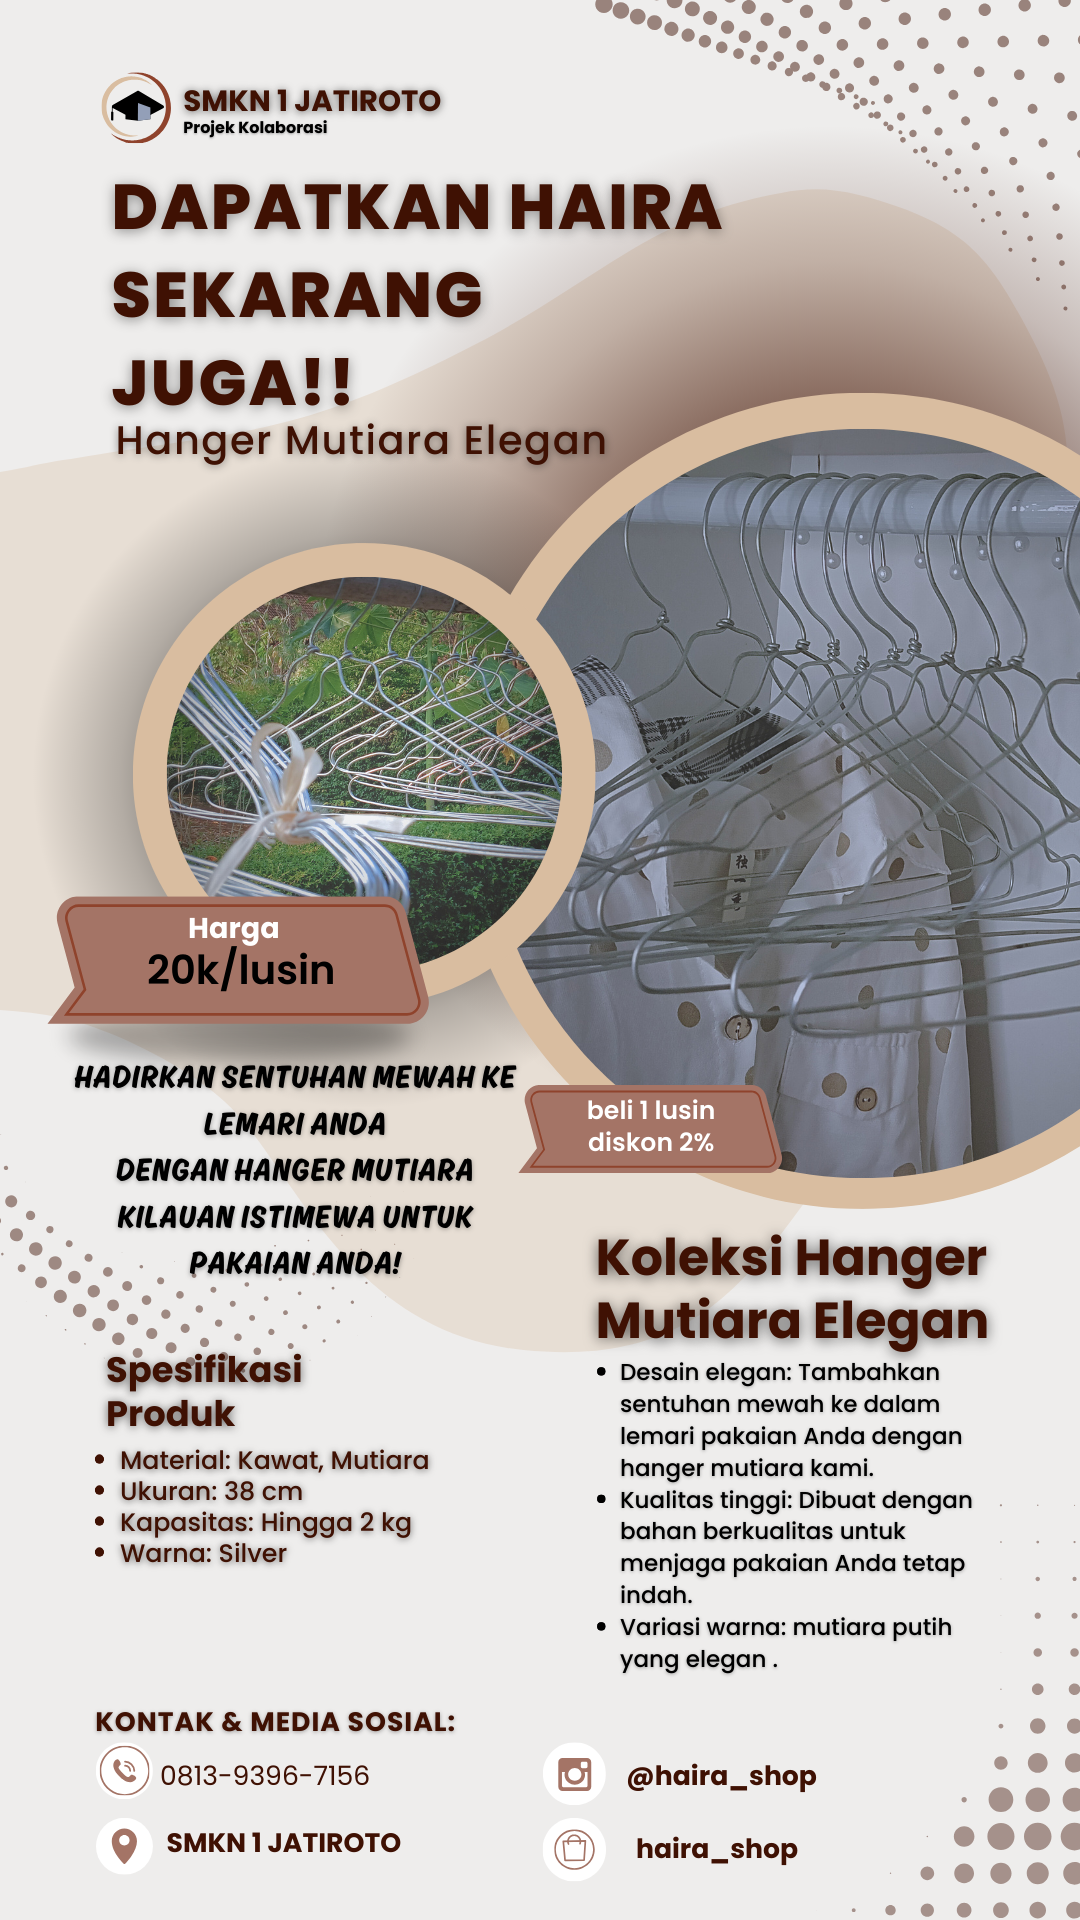 SMKN 1 JATIROTO
Projek Kolaborasi
DAPATKAN HAIRA
SEKARANG
JUGA!!
Hanger Mutiara Elegan
Harga
20k/lusin
HADIRKAN SENTUHAN MEWAH KE
LEMARI ANDA
DENGAN HANGER MUTIARA
KILAUAN ISTIMEWA UNTUK
PAKAIAN ANDA!
beli 1 lusin
diskon 2%
Spesifikasi
Produk
• Material: Kawat, Mutiara
• Ukuran: 38 cm
• Kapasitas: Hingga 2 kg
• Warna: Silver
Koleksi Hanger
Mutiara Elegan
• Desain elegan: Tambahkan
sentuhan mewah ke dalam
lemari pakaian Anda dengan
hanger mutiara kami.
• Kualitas tinggi: Dibuat dengan
bahan berkualitas untuk
menjaga pakaian Anda tetap
indah.
• Variasi warna: mutiara putih
yang elegan .
KONTAK & MEDIA SOSIAL:
0813-9396-7156
SMKN 1 JATIROTO
@haira_shop
haira_shop